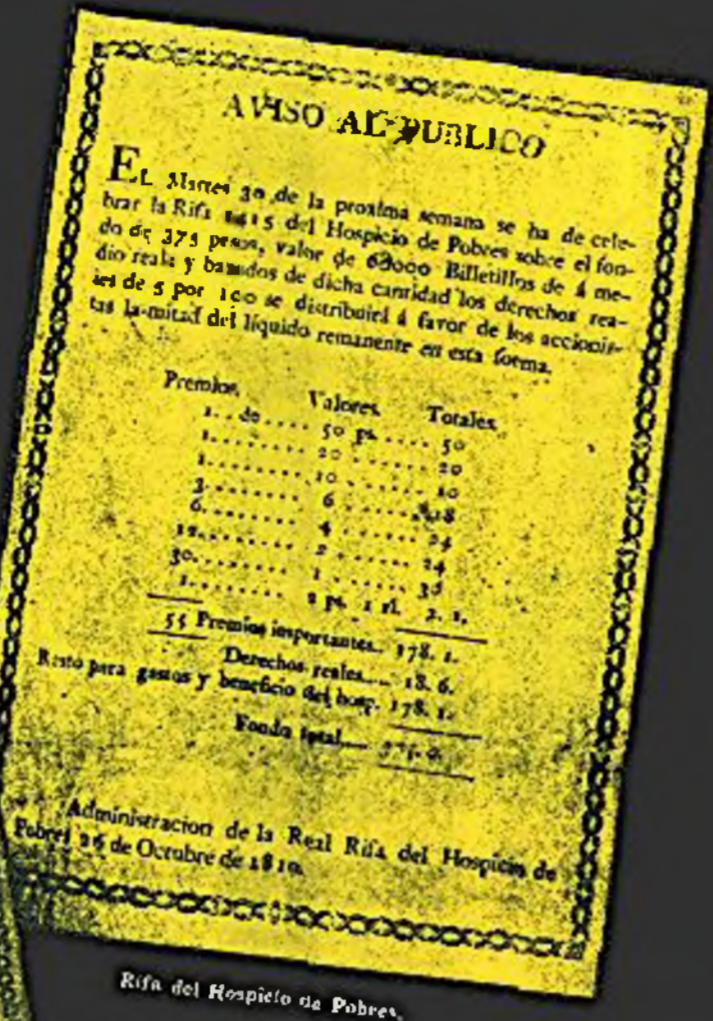 AVISO AL PUBLICO
EL Martes 30 de la proxima semana se ha de cele-
brar la Rifa 1415 del Hospicio de Pobres sobre el fon-
do de 375 pesos, valor de 6000 Billetillos de á me-
dio real: y baxados de dicha cantidad los derechos rea-
les de 5 por 100 se distribuirá á favor de los accionis-
tas la mitad del líquido remanente en esta forma.
Premios. Valores. Totales.
1.. de.... 50 ps. .... 50
1........ 20 ...... 20
1........ 10 ...... 10
3........ 6 ...... 18
6........ 4 ...... 24
12........ 2 ...... 24
30........ 1 ...... 30
1........ 2 ps. 1 rl. 2. 1.
55 Premios importantes.. 178. 1.
Derechos reales.... 18. 6.
Resto para gastos y beneficio del hosp. 178. 1.
Fondo total.... 375. 0.
Administracion de la Real Rifa del Hospicio de
Pobres 26 de Octubre de 1810.
Rifa del Hospicio de Pobres.